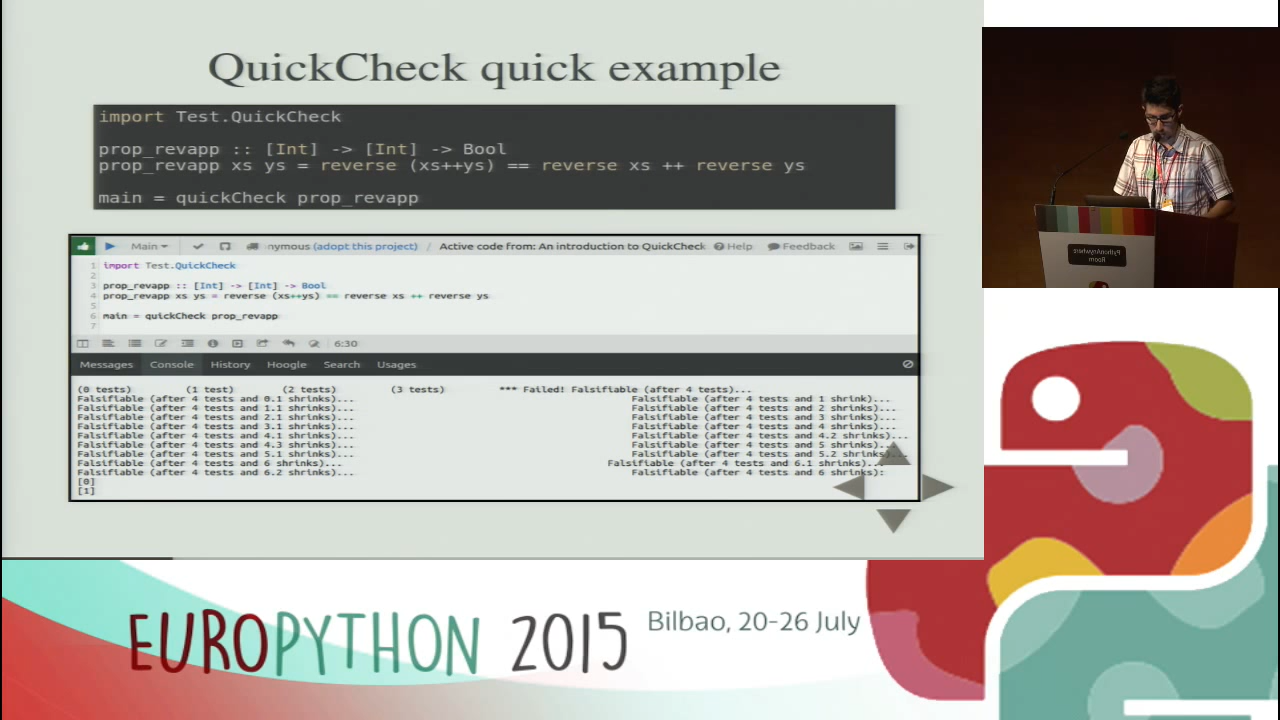 QuickCheck quick example
import Test.QuickCheck
prop_revapp :: [Int] -> [Int] -> Bool
prop_revapp xs ys = reverse (xs++ys) == reverse xs ++ reverse ys
main = quickCheck prop_revapp
Main nymous (adopt this project) / Active code from: An introduction to QuickCheck Help Feedback
1 import Test.QuickCheck
2
3 prop_revapp :: [Int] -> [Int] -> Bool
4 prop_revapp xs ys = reverse (xs++ys) == reverse xs ++ reverse ys
5
6 main = quickCheck prop_revapp
7
6:30
Messages Console History Hoogle Search Usages
(0 tests) (1 test) (2 tests) (3 tests) *** Failed! Falsifiable (after 4 tests)...
Falsifiable (after 4 tests and 0.1 shrinks)... Falsifiable (after 4 tests and 1 shrink)...
Falsifiable (after 4 tests and 1.1 shrinks)... Falsifiable (after 4 tests and 2 shrinks)...
Falsifiable (after 4 tests and 2.1 shrinks)... Falsifiable (after 4 tests and 3 shrinks)...
Falsifiable (after 4 tests and 3.1 shrinks)... Falsifiable (after 4 tests and 4 shrinks)...
Falsifiable (after 4 tests and 4.1 shrinks)... Falsifiable (after 4 tests and 4.2 shrinks)...
Falsifiable (after 4 tests and 4.3 shrinks)... Falsifiable (after 4 tests and 5 shrinks)...
Falsifiable (after 4 tests and 5.1 shrinks)... Falsifiable (after 4 tests and 5.2 shrinks)...
Falsifiable (after 4 tests and 6 shrinks)... Falsifiable (after 4 tests and 6.1 shrinks)...
Falsifiable (after 4 tests and 6.2 shrinks)... Falsifiable (after 4 tests and 6 shrinks):
[0]
[1]
PythonAnywhere
Room
EUROPYTHON 2015 Bilbao, 20-26 July